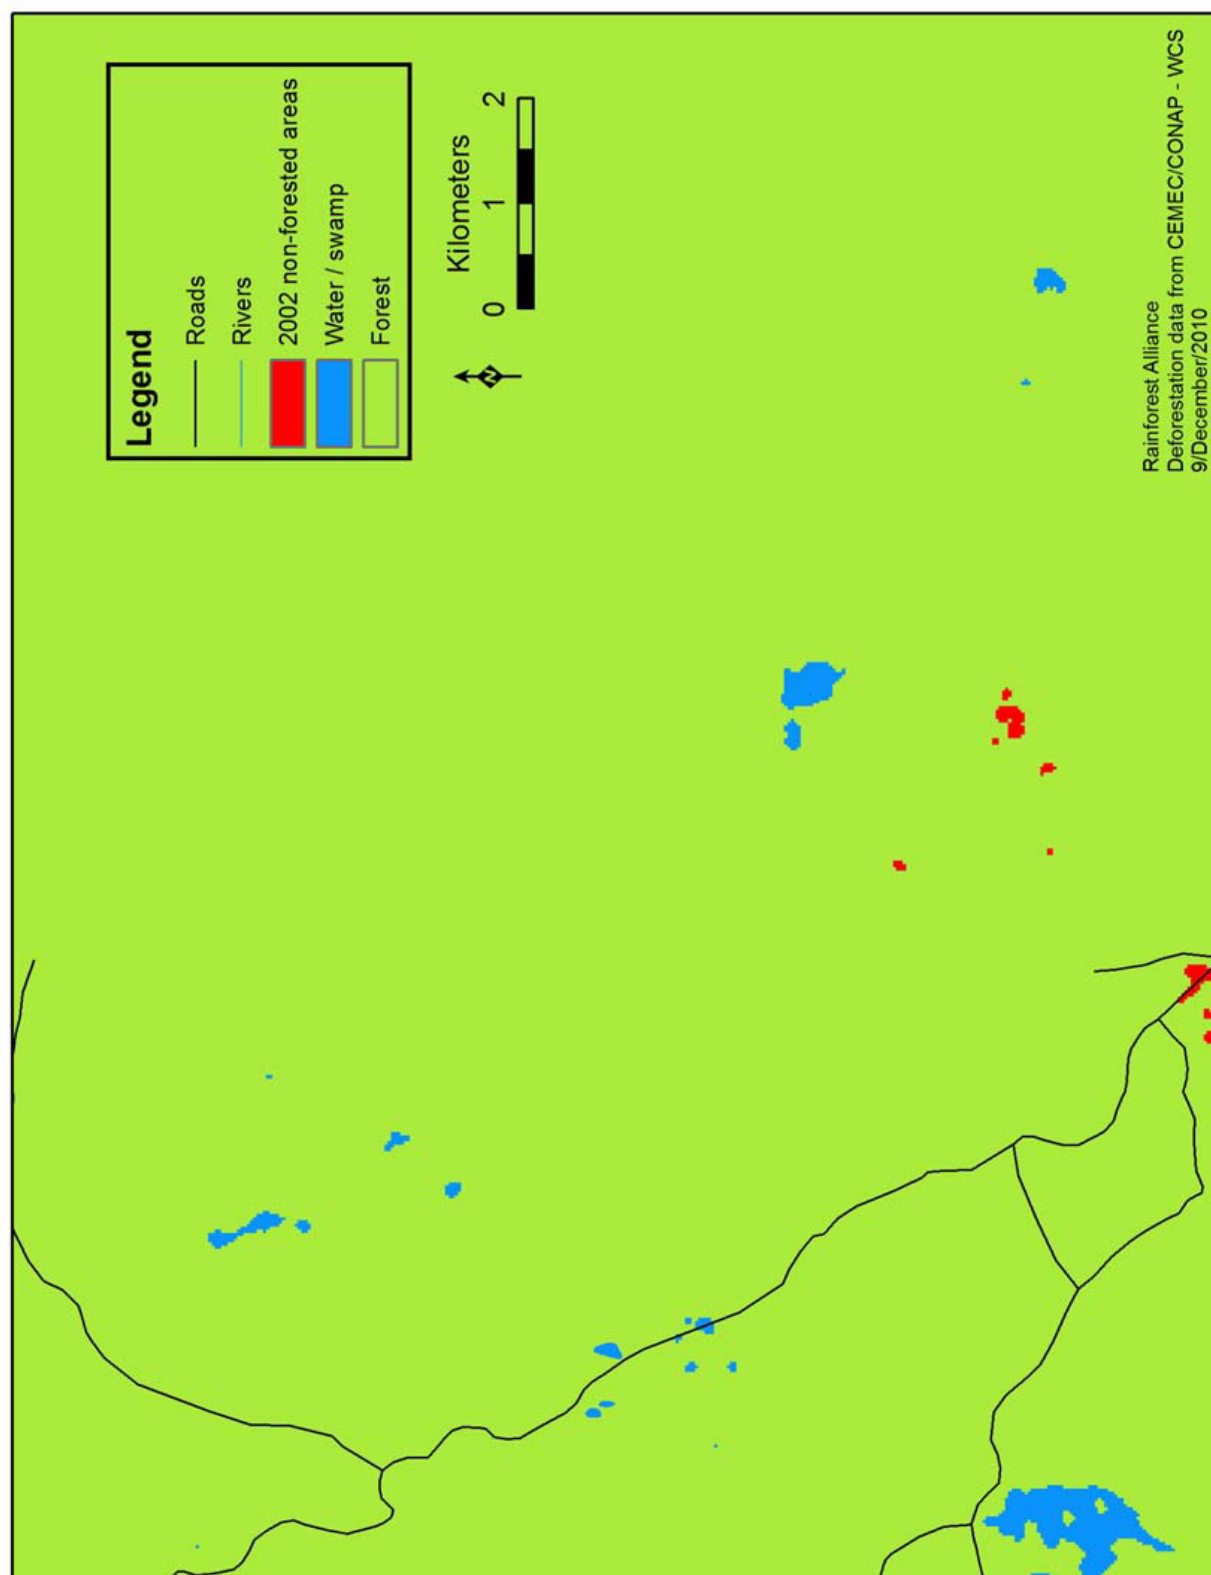 Legend
Roads
Rivers
2002 non-forested areas
Water / swamp
Forest
N
Kilometers
0 1 2
Rainforest Alliance
Deforestation data from CEMEC/CONAP - WCS
9/December/2010